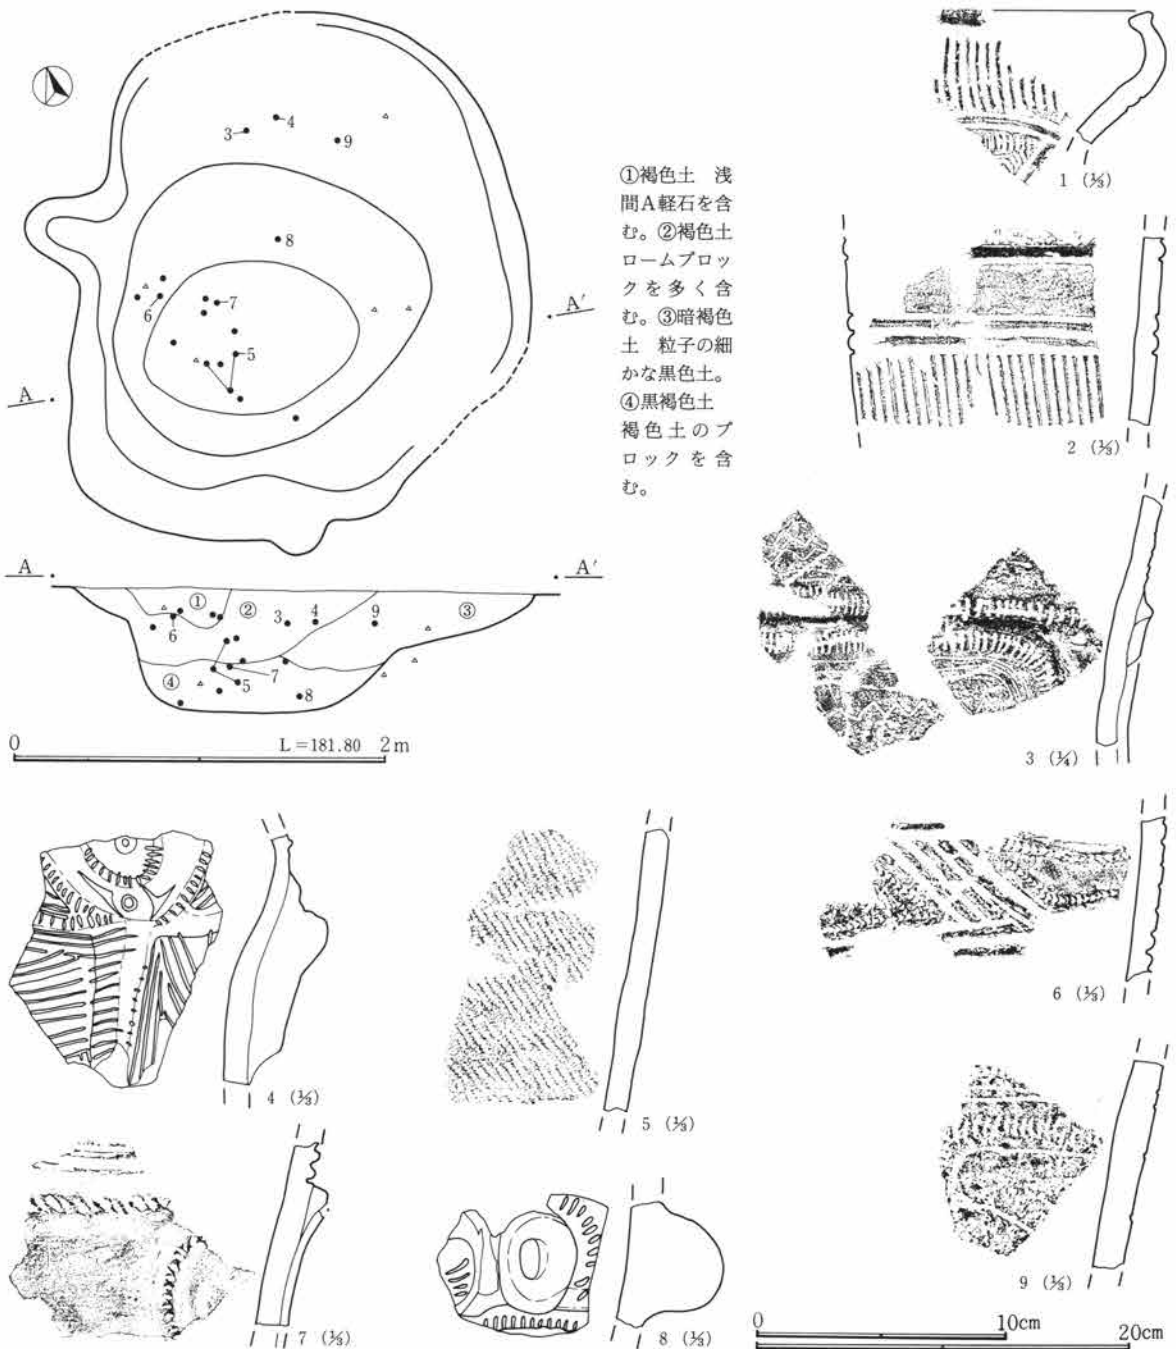 3
4
9
8
6
7
5
A
A′
①褐色土 浅
間A軽石を含
む。②褐色土
ロームブロッ
クを多く含
む。③暗褐色
土 粒子の細
かな黒色土。
④黒褐色土
褐色土のブ
ロックを含
む。
A
A′
①
②
3
4
9
③
6
7
④
5
8
0
L=181.80
2m
1 (⅓)
2 (⅓)
3 (¼)
4 (⅓)
5 (⅓)
6 (⅓)
7 (⅓)
8 (⅓)
9 (⅓)
0
10cm
20cm